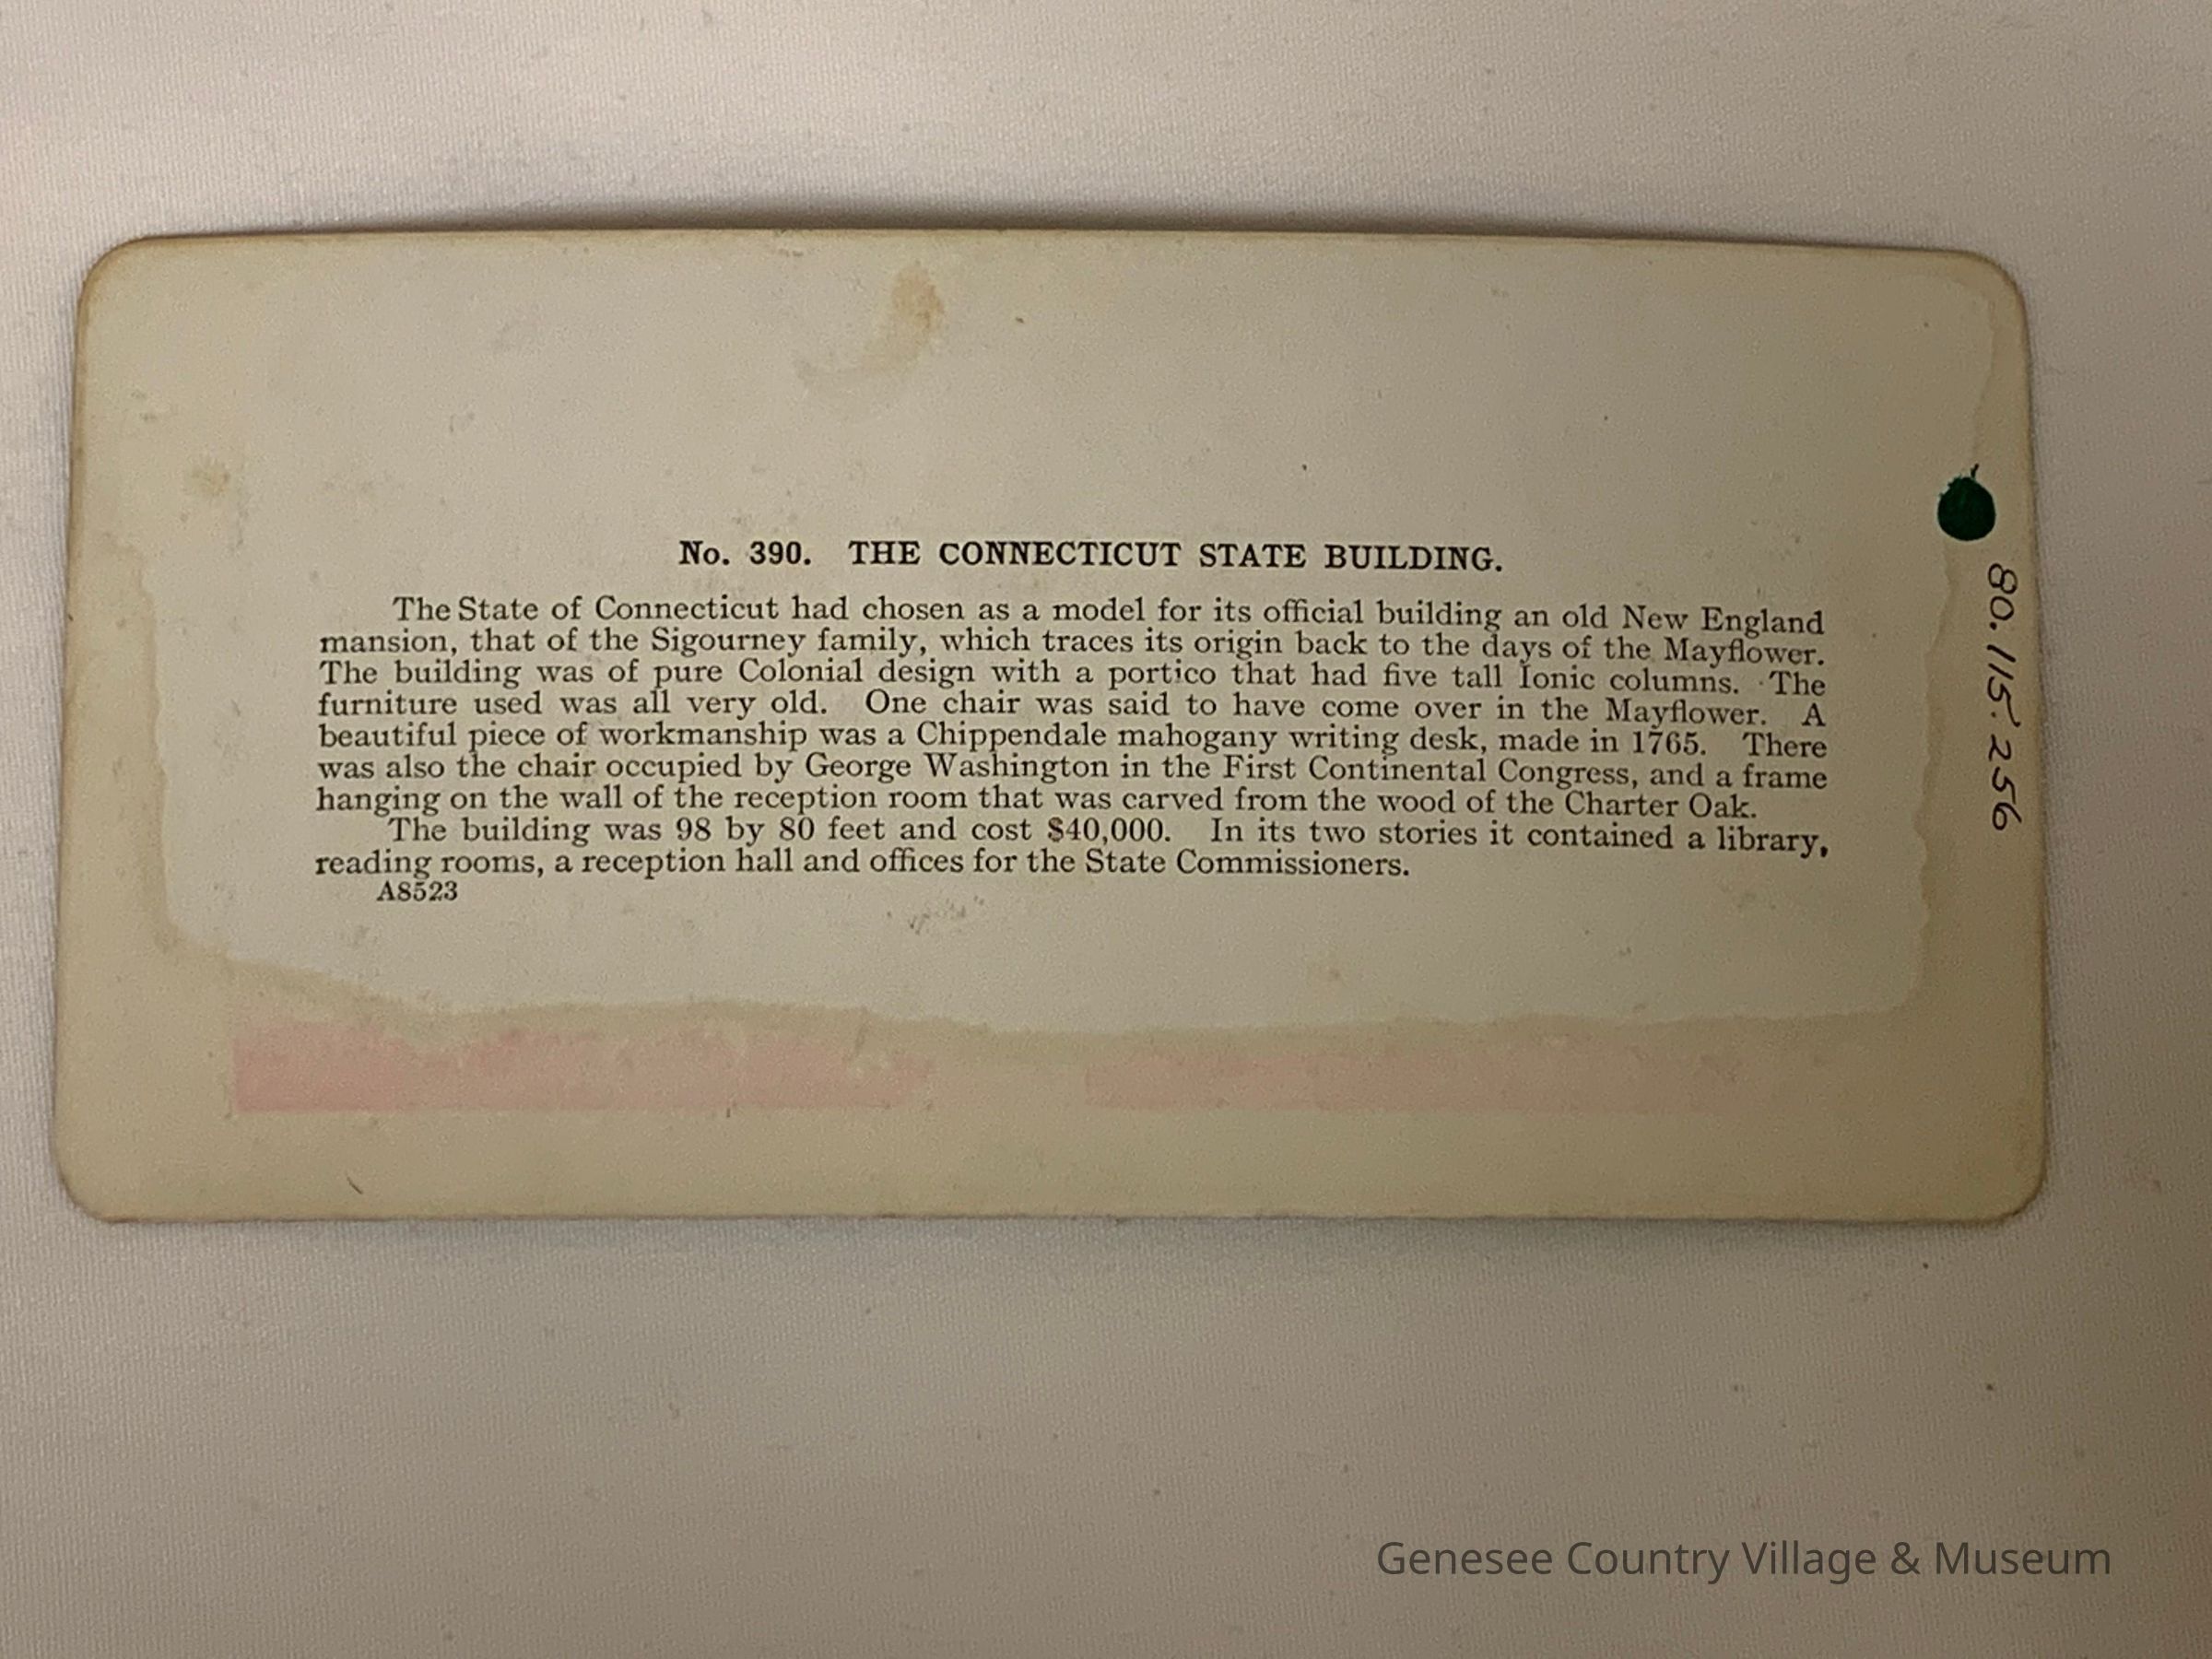 No. 390. THE CONNECTICUT STATE BUILDING.
The State of Connecticut had chosen as a model for its official building an old New England
mansion, that of the Sigourney family, which traces its origin back to the days of the Mayflower.
The building was of pure Colonial design with a portico that had five tall Ionic columns. The
furniture used was all very old. One chair was said to have come over in the Mayflower. A
beautiful piece of workmanship was a Chippendale mahogany writing desk, made in 1765. There
was also the chair occupied by George Washington in the First Continental Congress, and a frame
hanging on the wall of the reception room that was carved from the wood of the Charter Oak.
The building was 98 by 80 feet and cost $40,000. In its two stories it contained a library,
reading rooms, a reception hall and offices for the State Commissioners.
A8523
80.115.256
Genesee Country Village & Museum